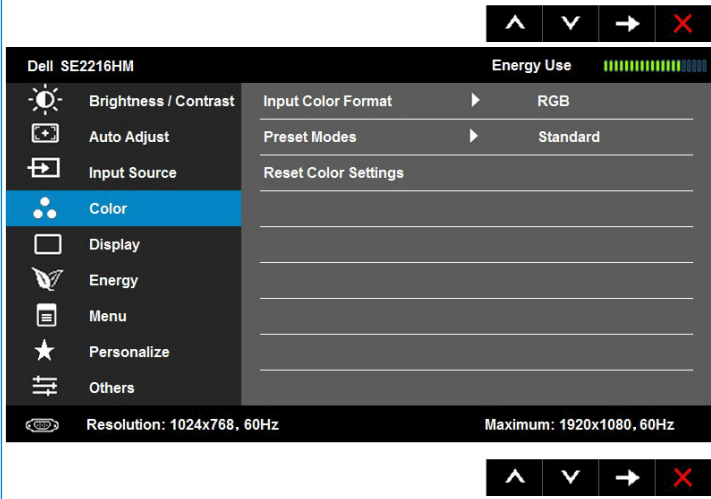 Dell SE2216HM Energy Use
Brightness / Contrast Input Color Format RGB
Auto Adjust Preset Modes Standard
Input Source Reset Color Settings
Color
Display
Energy
Menu
Personalize
Others
Resolution: 1024x768, 60Hz Maximum: 1920x1080, 60Hz